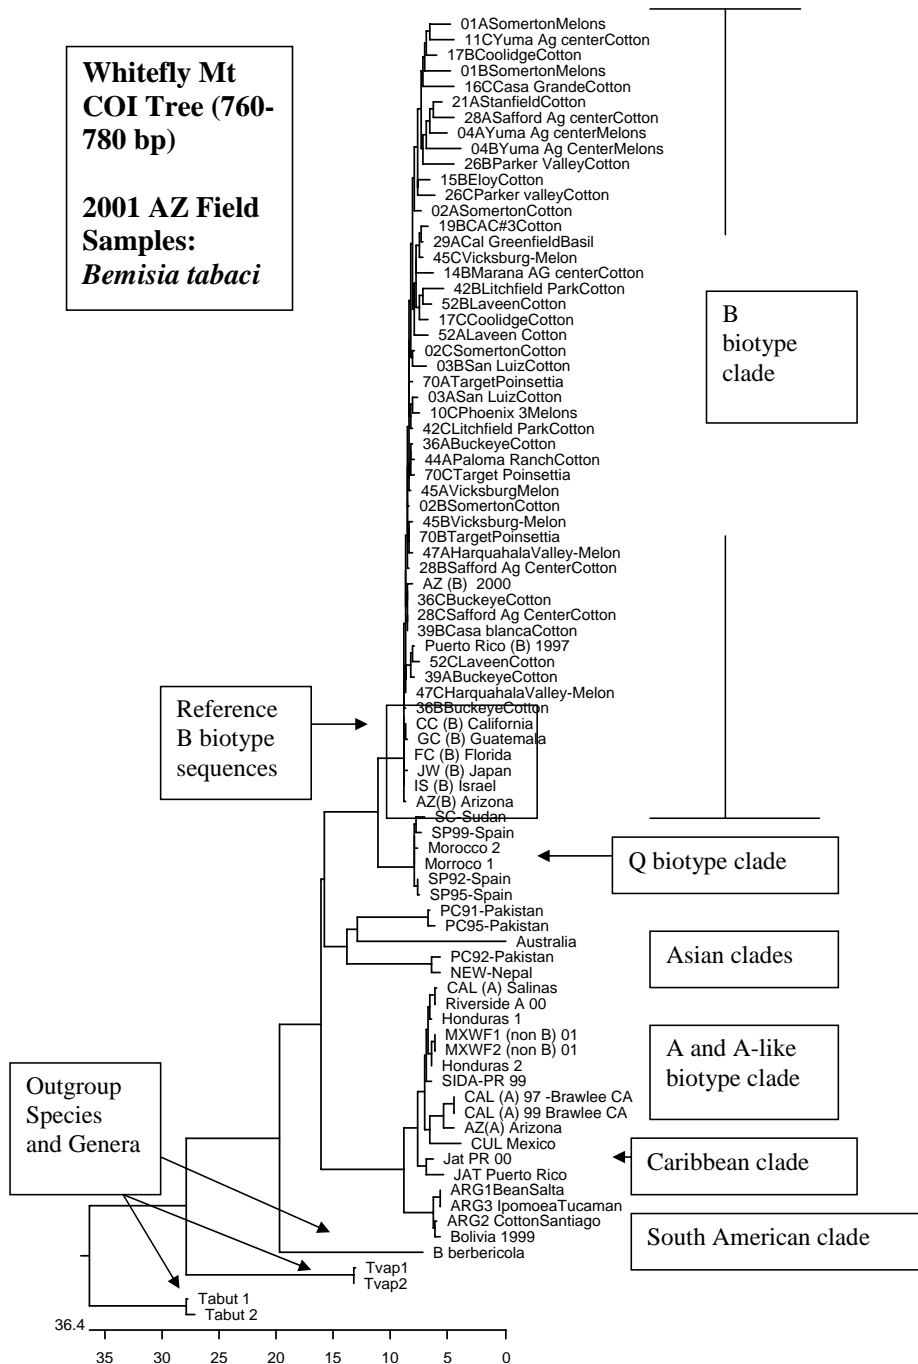 Whitefly Mt
COI Tree (760-
780 bp)
2001 AZ Field
Samples:
Bemisia tabaci
01ASomertonMelons
11CYuma Ag centerCotton
17BCoolidgeCotton
01BSomertonMelons
16CCasa GrandeCotton
21AStanfieldCotton
28ASafford Ag centerCotton
04AYuma Ag centerMelons
04BYuma Ag CenterMelons
26BParker ValleyCotton
15BEloyCotton
26CParker valleyCotton
02ASomertonCotton
19BCAC#3Cotton
29ACal GreenfieldBasil
45CVicksburg-Melon
14BMarana AG centerCotton
42BLitchfield ParkCotton
52BLaveenCotton
17CCoolidgeCotton
52ALaveen Cotton
02CSomertonCotton
03BSan LuizCotton
70ATargetPoinsettia
03ASan LuizCotton
10CPhoenix 3Melons
42CLitchfield ParkCotton
36ABuckeyeCotton
44APaloma RanchCotton
70CTarget Poinsettia
45AVicksburgMelon
02BSomertonCotton
45BVicksburg-Melon
70BTargetPoinsettia
47AHarquahalaValley-Melon
28BSafford Ag CenterCotton
AZ (B)  2000
36CBuckeyeCotton
28CSafford Ag CenterCotton
39BCasa blancaCotton
Puerto Rico (B) 1997
52CLaveenCotton
39ABuckeyeCotton
47CHarquahalaValley-Melon
36BBuckeyeCotton
CC (B) California
GC (B) Guatemala
FC (B) Florida
JW (B) Japan
IS (B) Israel
AZ(B) Arizona
SC-Sudan
SP99-Spain
Morocco 2
Morroco 1
SP92-Spain
SP95-Spain
PC91-Pakistan
PC95-Pakistan
Australia
PC92-Pakistan
NEW-Nepal
CAL (A) Salinas
Riverside A 00
Honduras 1
MXWF1 (non B) 01
MXWF2 (non B) 01
Honduras 2
SIDA-PR 99
CAL (A) 97 -Brawlee CA
CAL (A) 99 Brawlee CA
AZ(A) Arizona
CUL Mexico
Jat PR 00
JAT Puerto Rico
ARG1BeanSalta
ARG3 IpomoeaTucaman
ARG2 CottonSantiago
Bolivia 1999
B berbericola
Tvap1
Tvap2
Tabut 1
Tabut 2
B
biotype
clade
Reference
B biotype
sequences
Q biotype clade
Asian clades
A and A-like
biotype clade
Caribbean clade
South American clade
Outgroup
Species
and Genera
36.4
35 30 25 20 15 10 5 0